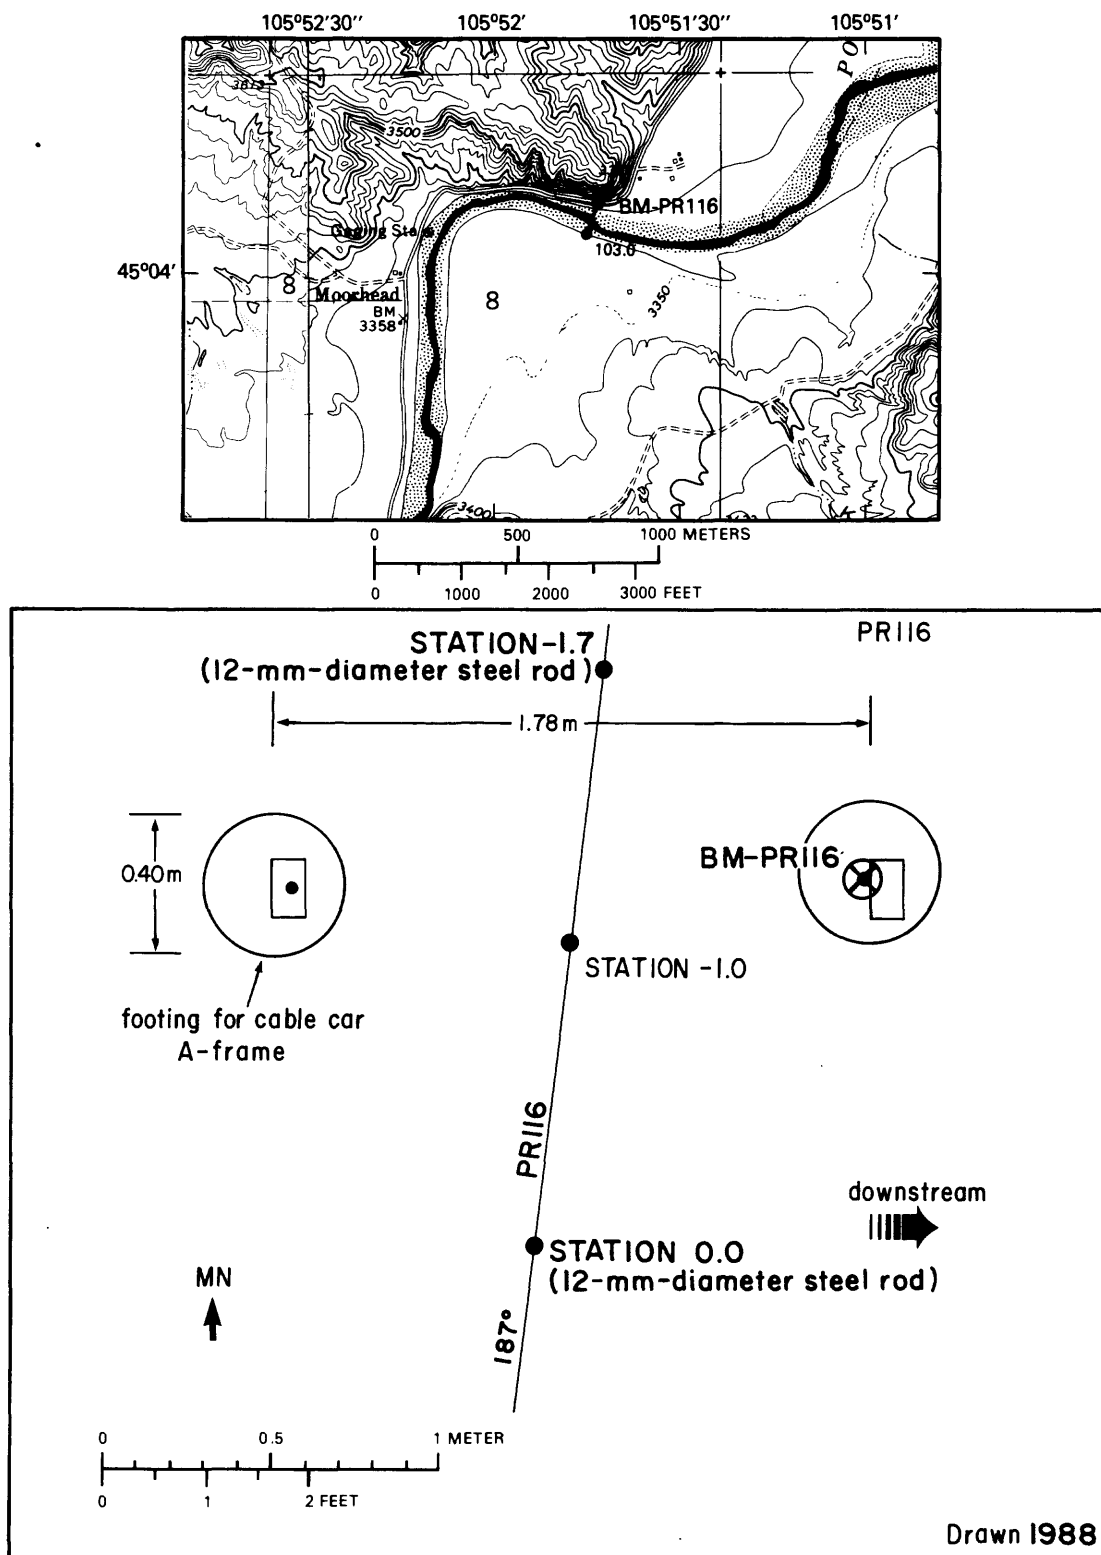 105°52'30'' 105°52' 105°51'30'' 105°51'
3613
PO
3500
BM-PR116
Gaging Sta
103.0
45°04'
8
8
Moorhead
BM
3358
3350
3400
0 500 1000 METERS
0 1000 2000 3000 FEET
PR116
STATION-1.7
(12-mm-diameter steel rod)
1.78 m
0.40 m
BM-PR116
STATION -1.0
footing for cable car
A-frame
PR116
downstream
STATION 0.0
(12-mm-diameter steel rod)
MN
187°
0 0.5 1 METER
0 1 2 FEET
Drawn 1988